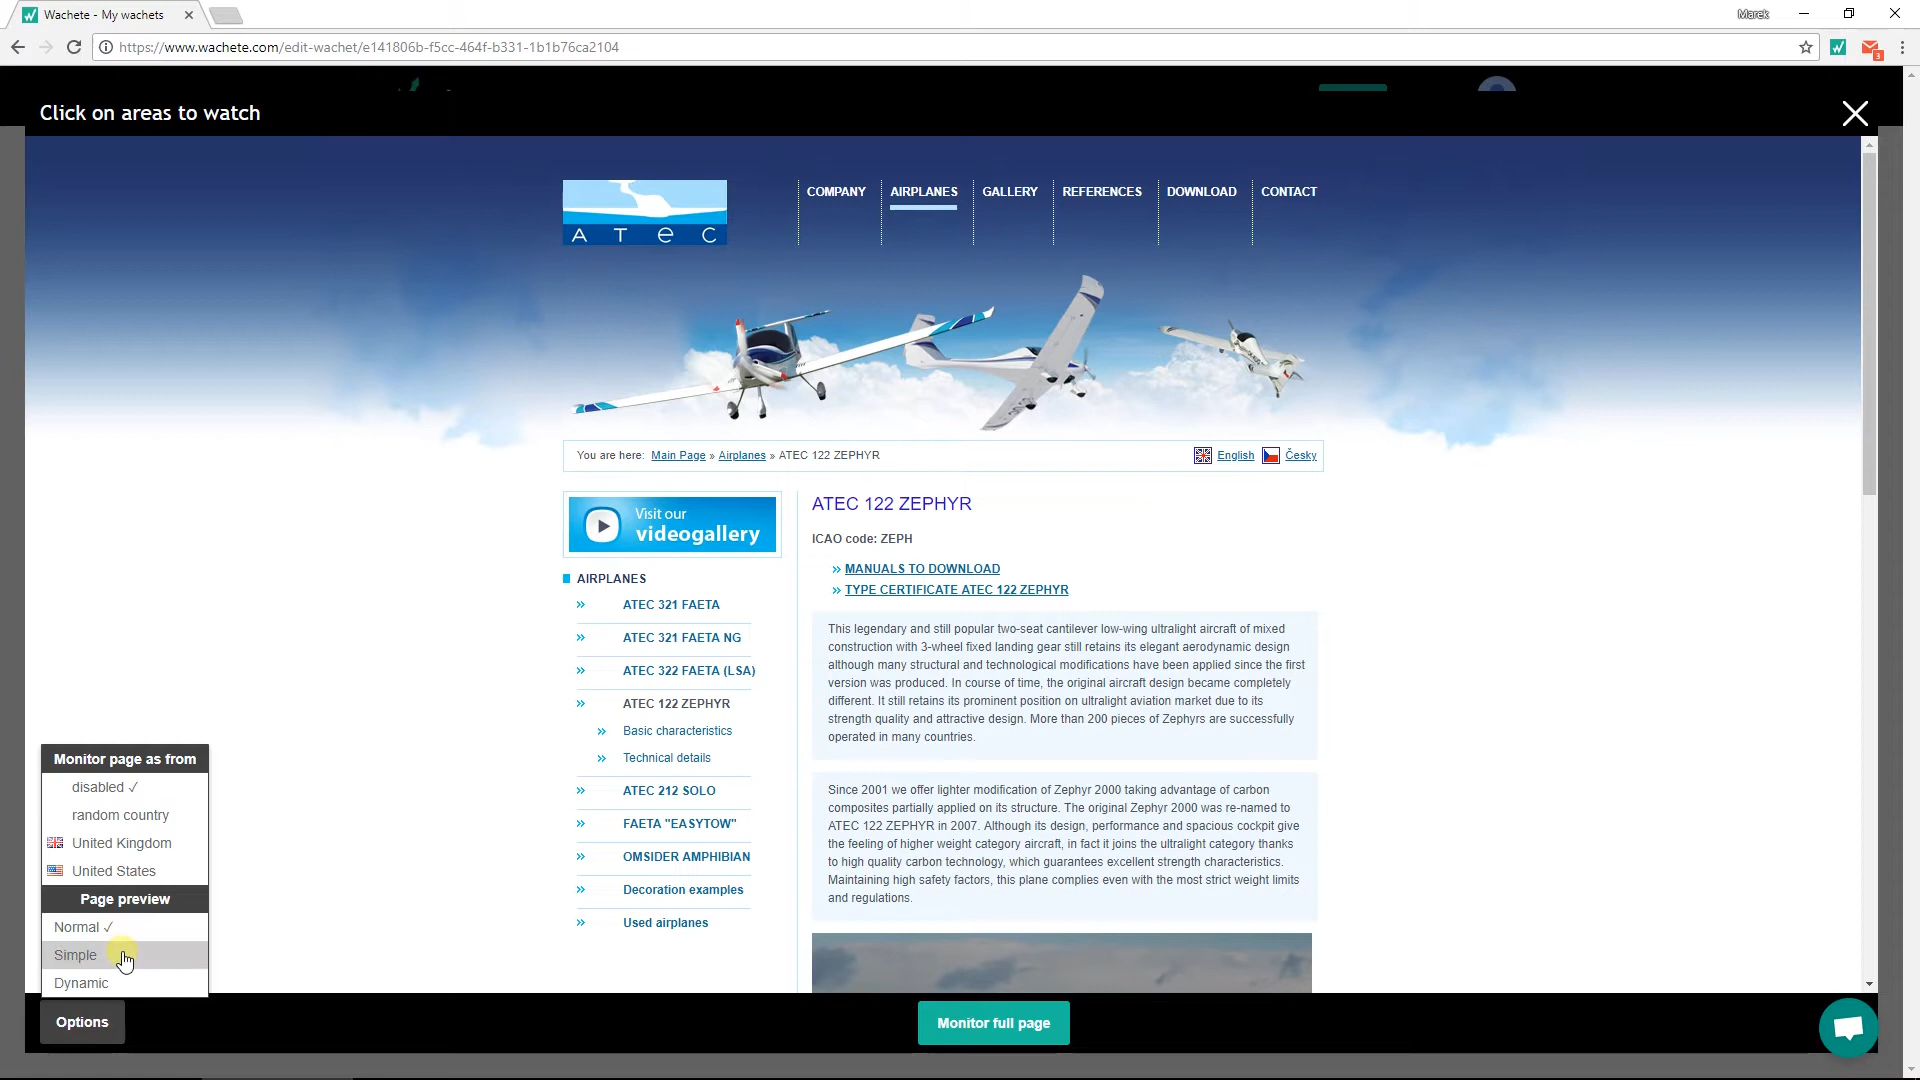 Wachete - My wachets
Marek
https://www.wachete.com/edit-wachet/e141806b-f5cc-464f-b331-1b1b76ca2104
3
Click on areas to watch
ATeC
COMPANY
AIRPLANES
GALLERY
REFERENCES
DOWNLOAD
CONTACT
You are here: Main Page » Airplanes » ATEC 122 ZEPHYR
English
Česky
Visit our
videogallery
AIRPLANES
» ATEC 321 FAETA
» ATEC 321 FAETA NG
» ATEC 322 FAETA (LSA)
» ATEC 122 ZEPHYR
» Basic characteristics
» Technical details
» ATEC 212 SOLO
» FAETA "EASYTOW"
» OMSIDER AMPHIBIAN
» Decoration examples
» Used airplanes
ATEC 122 ZEPHYR
ICAO code: ZEPH
» MANUALS TO DOWNLOAD
» TYPE CERTIFICATE ATEC 122 ZEPHYR
This legendary and still popular two-seat cantilever low-wing ultralight aircraft of mixed
construction with 3-wheel fixed landing gear still retains its elegant aerodynamic design
although many structural and technological modifications have been applied since the first
version was produced. In course of time, the original aircraft design became completely
different. It still retains its prominent position on ultralight aviation market due to its
strength quality and attractive design. More than 200 pieces of Zephyrs are successfully
operated in many countries.
Since 2001 we offer lighter modification of Zephyr 2000 taking advantage of carbon
composites partially applied on its structure. The original Zephyr 2000 was re-named to
ATEC 122 ZEPHYR in 2007. Although its design, performance and spacious cockpit give
the feeling of higher weight category aircraft, in fact it joins the ultralight category thanks
to high quality carbon technology, which guarantees excellent strength characteristics.
Maintaining high safety factors, this plane complies even with the most strict weight limits
and regulations.
Monitor page as from
disabled ✓
random country
United Kingdom
United States
Page preview
Normal ✓
Simple
Dynamic
Options
Monitor full page